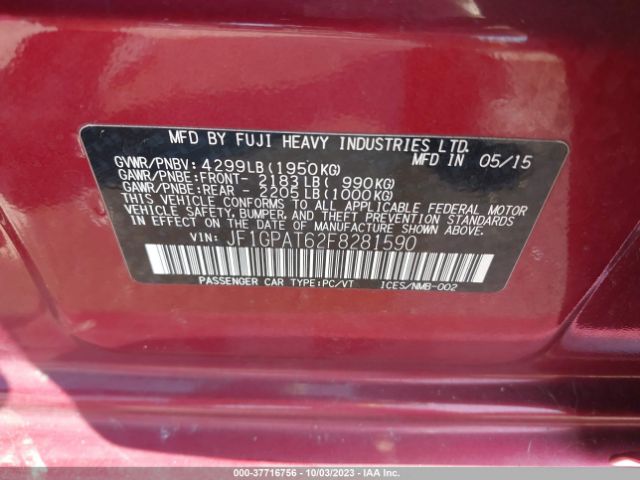 MFD BY FUJI HEAVY INDUSTRIES LTD.
GVWR/PNBV: 4299LB(1950KG) MFD IN 05/15
GAWR/PNBE:FRONT- 2183LB( 990KG)
GAWR/PNBE:REAR - 2205LB(1000KG)
THIS VEHICLE CONFORMS TO ALL APPLICABLE FEDERAL MOTOR
VEHICLE SAFETY, BUMPER, AND THEFT PREVENTION STANDARDS
IN EFFECT ON THE DATE OF MANUFACTURE SHOWN ABOVE.
VIN: JF1GPAT62F8281590
PASSENGER CAR TYPE:PC/VT ICES/NMB-002
00-37716756 - 10/03/2023 - IAA Inc.